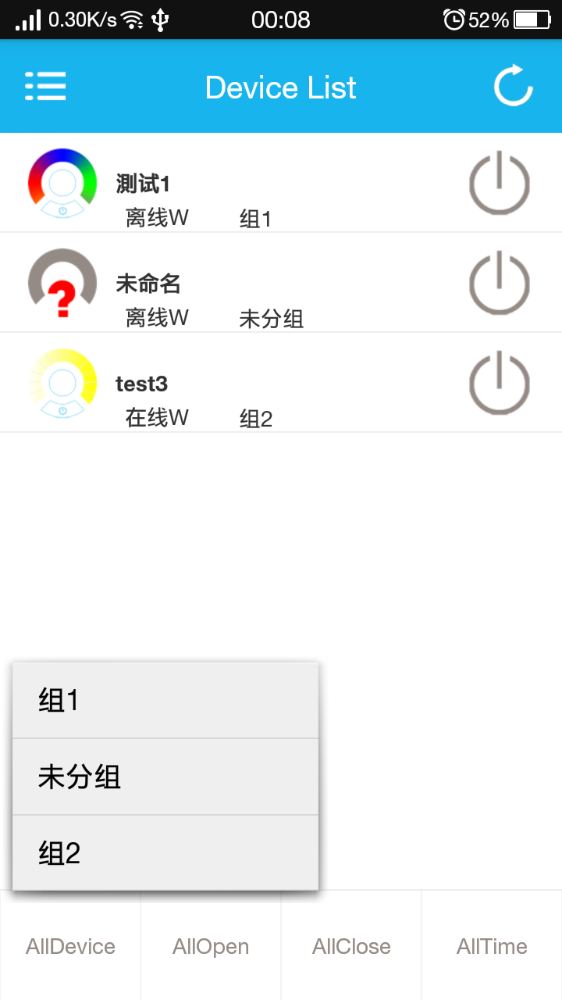 0.30K/s 00:08 52%
Device List
測试1
离线W 组1
未命名
离线W 未分组
test3
在线W 组2
组1
未分组
组2
AllDevice AllOpen AllClose AllTime